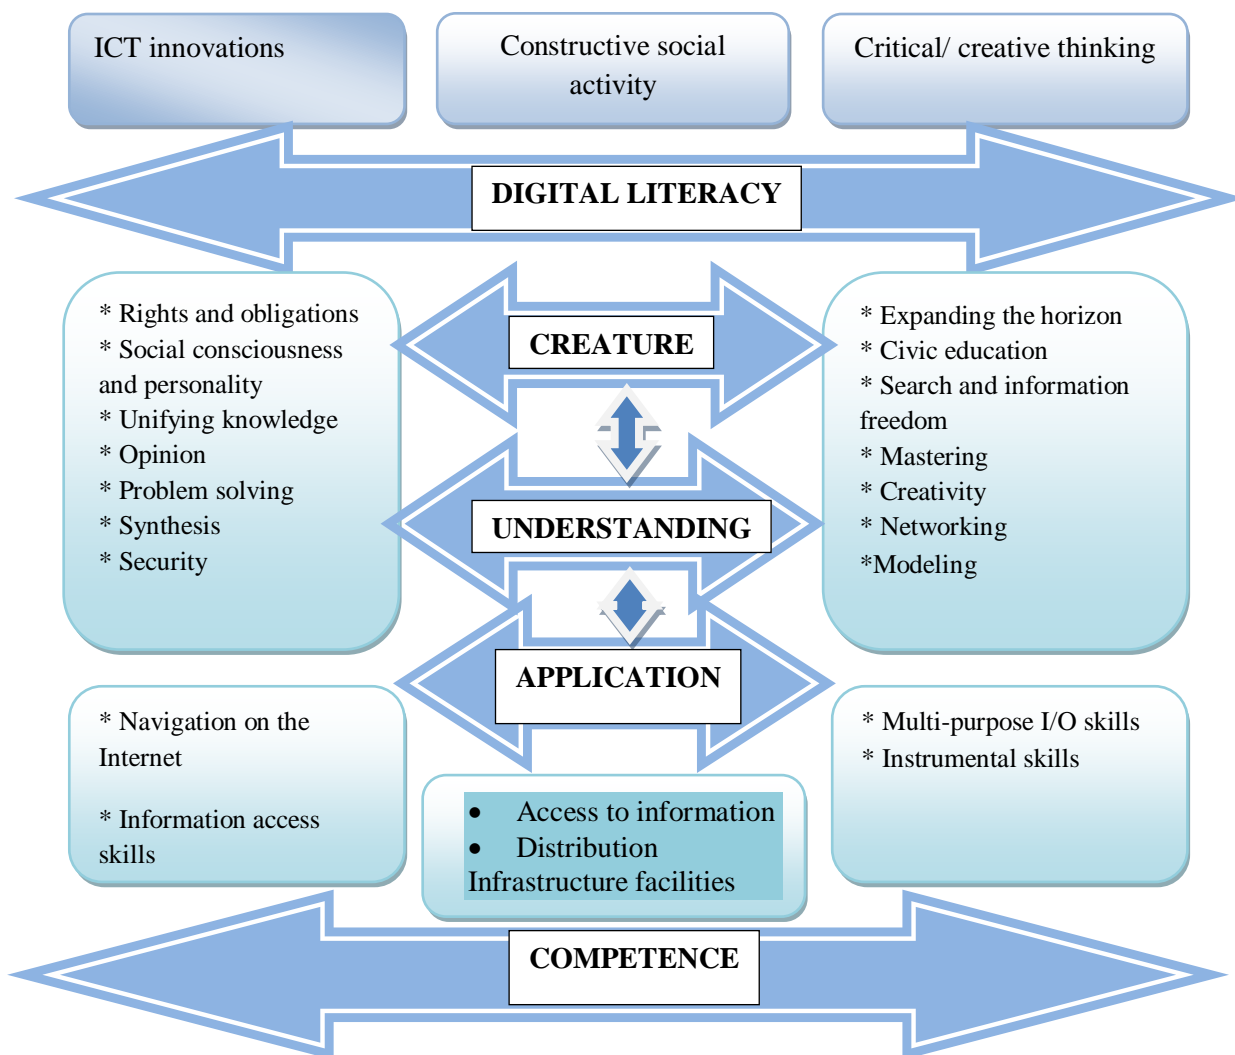 ICT innovations
Constructive social
activity
Critical/ creative thinking
DIGITAL LITERACY
* Rights and obligations
* Social consciousness
and personality
* Unifying knowledge
* Opinion
* Problem solving
* Synthesis
* Security
CREATURE
UNDERSTANDING
APPLICATION
* Expanding the horizon
* Civic education
* Search and information
freedom
* Mastering
* Creativity
* Networking
*Modeling
* Navigation on the
Internet
* Information access
skills
• Access to information
• Distribution
Infrastructure facilities
* Multi-purpose I/O skills
* Instrumental skills
COMPETENCE